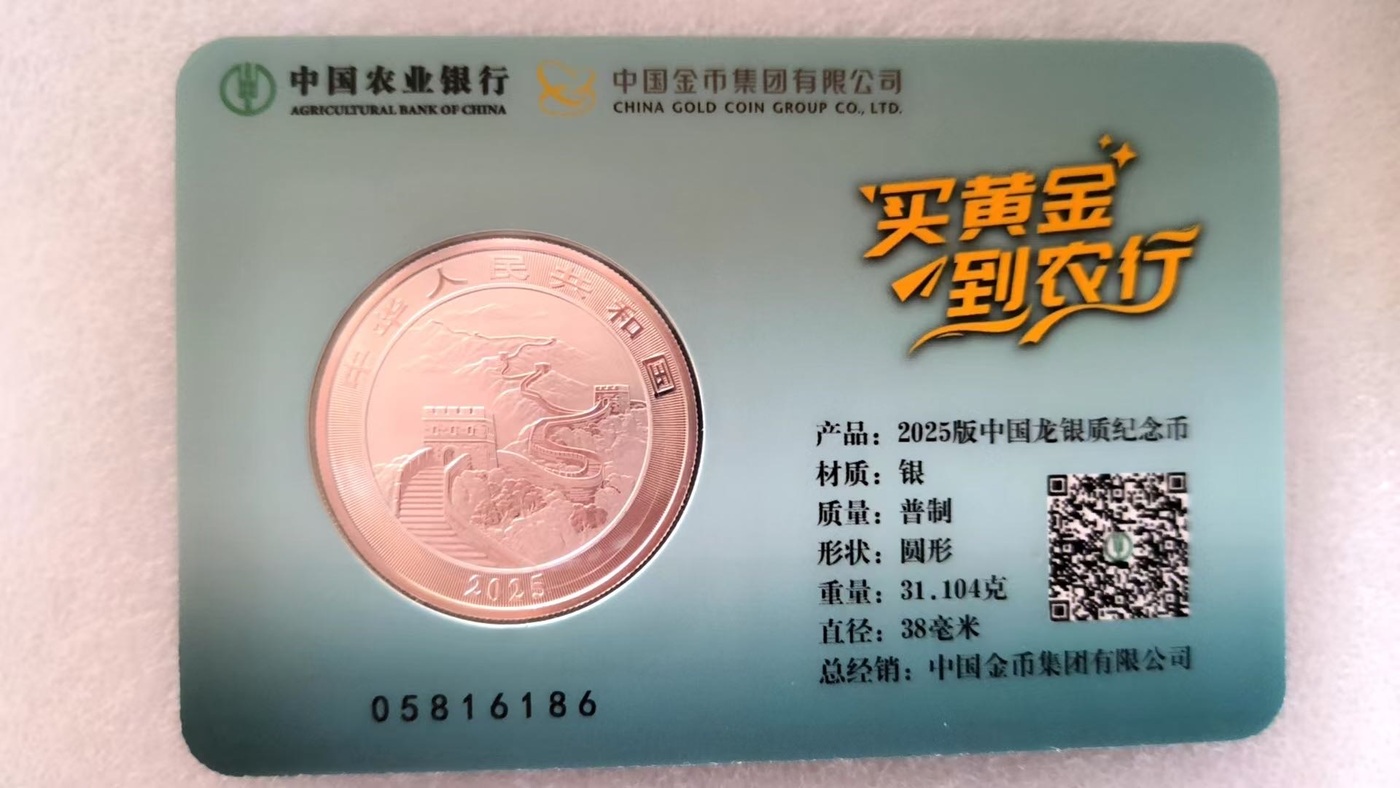 中国农业银行
AGRICULTURAL BANK OF CHINA
中国金币集团有限公司
CHINA GOLD COIN GROUP CO., LTD.
买黄金
到农行
中华人民共和国
2025
产品：2025版中国龙银质纪念币
材质：银
质量：普制
形状：圆形
重量：31.104克
直径：38毫米
总经销：中国金币集团有限公司
05816186